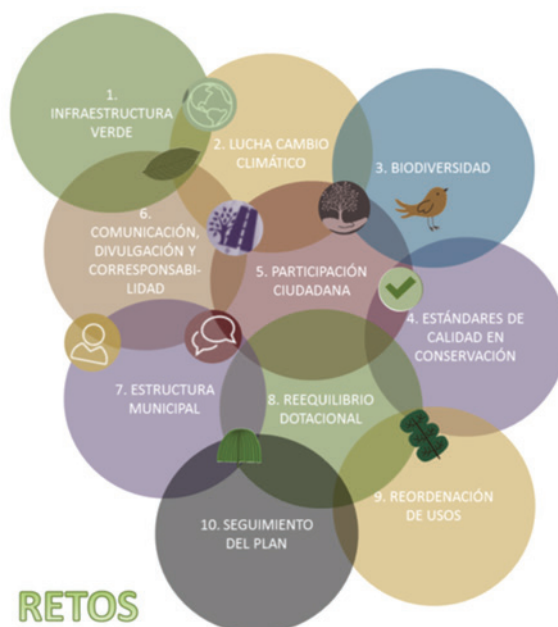 1.
INFRAESTRUCTURA
VERDE
2. LUCHA CAMBIO
CLIMÁTICO
3. BIODIVERSIDAD
6.
COMUNICACIÓN,
DIVULGACIÓN Y
CORRESPONSABI-
LIDAD
5. PARTICIPACIÓN
CIUDADANA
4. ESTÁNDARES DE
CALIDAD EN
CONSERVACIÓN
7. ESTRUCTURA
MUNICIPAL
8. REEQUILIBRIO
DOTACIONAL
9. REORDENACIÓN
DE USOS
10. SEGUIMIENTO
DEL PLAN
RETOS